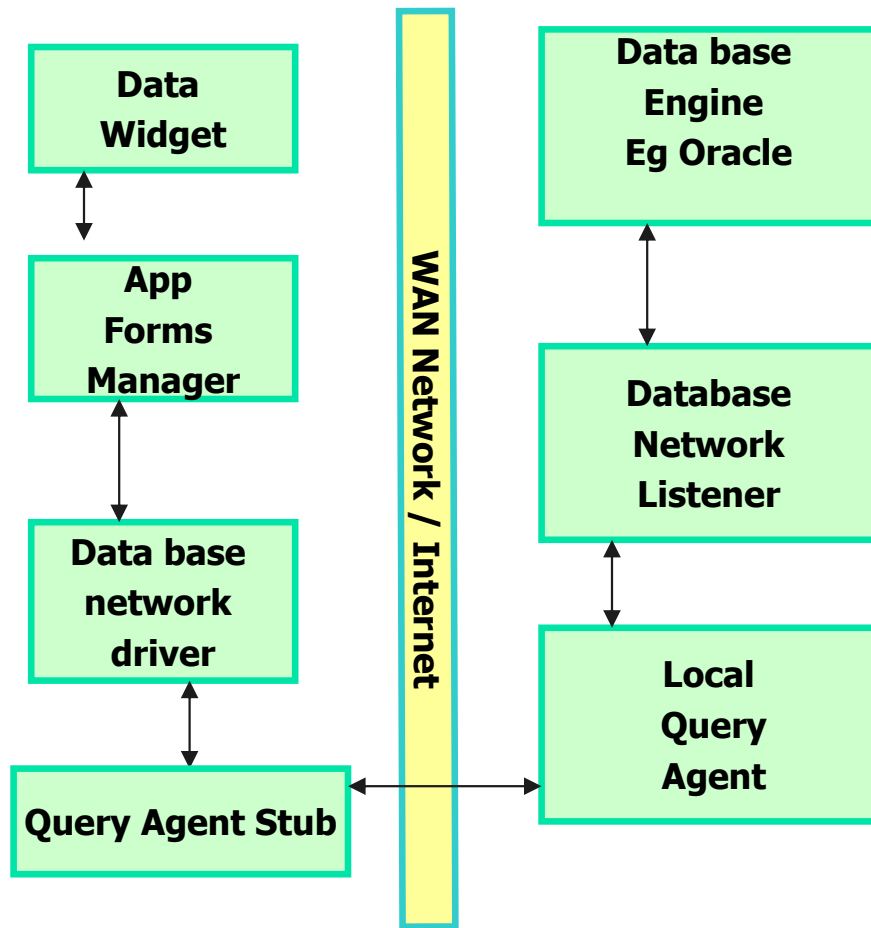 Data
Widget
App
Forms
Manager
Data base
network
driver
Query Agent Stub
WAN Network / Internet
Data base
Engine
Eg Oracle
Database
Network
Listener
Local
Query
Agent